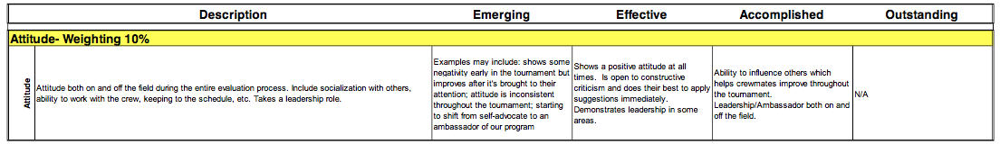 Description Emerging Effective Accomplished Outstanding
Attitude- Weighting 10%
Attitude
Attitude both on and off the field during the entire evaluation process. Include socialization with others,
ability to work with the crew, keeping to the schedule, etc. Takes a leadership role.
Examples may include: shows some
negativity early in the tournament but
improves after it's brought to their
attention; attitude is inconsistent
throughout the tournament; starting
to shift from self-advocate to an
ambassador of our program
Shows a positive attitude at all
times. Is open to constructive
criticism and does their best to apply
suggestions immediately.
Demonstrates leadership in some
areas.
Ability to influence others which
helps crewmates improve throughout
the tournament.
Leadership/Ambassador both on and
off the field.
N/A